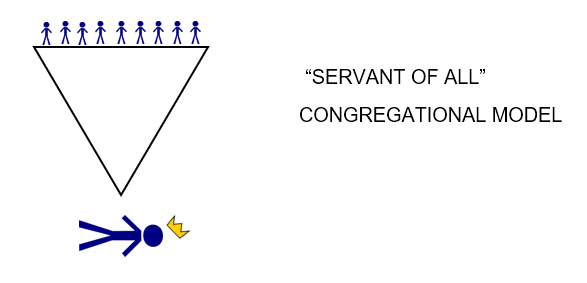 “SERVANT OF ALL”
CONGREGATIONAL MODEL